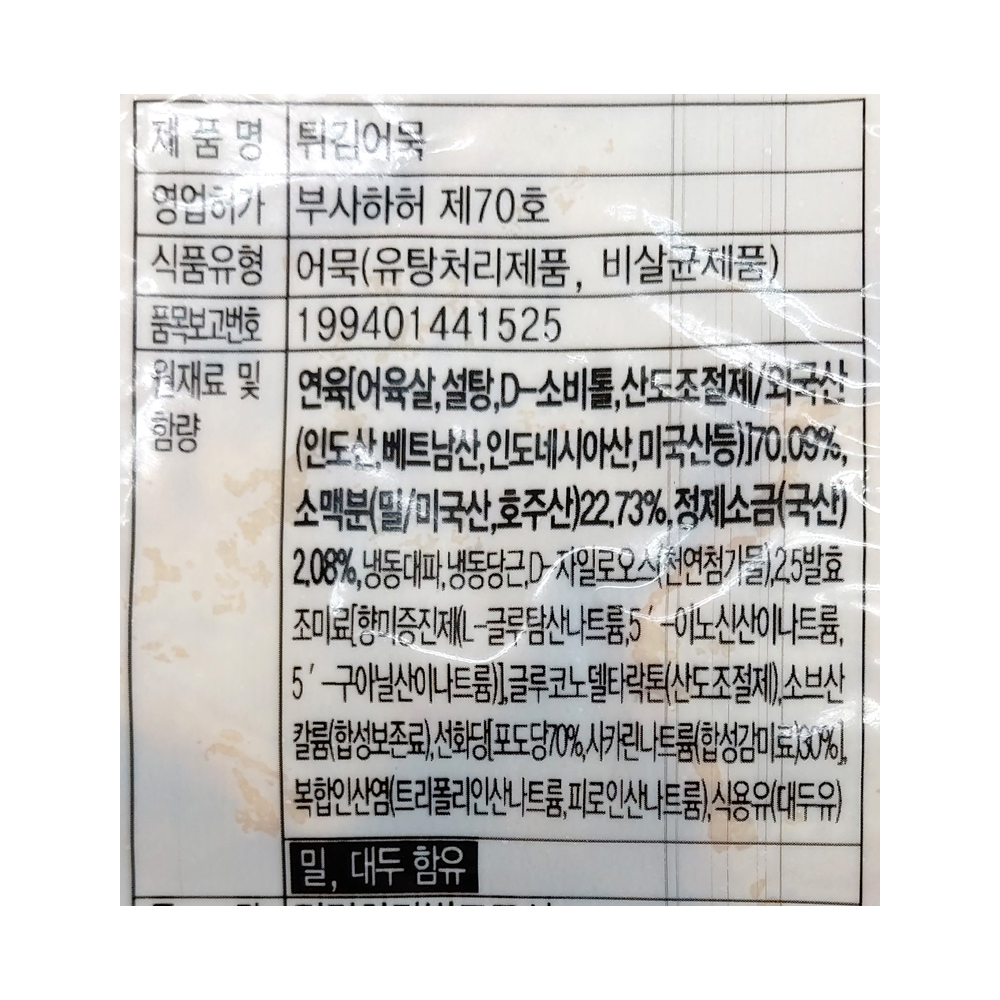 제 품 명 튀김어묵
영업허가 부사하허 제70호
식품유형 어묵(유탕처리제품, 비살균제품)
품목보고번호 199401441525
원재료 및 연육[어육살,설탕,D-소비톨,산도조절제/외국산
함량 (인도산,베트남산,인도네시아산,미국산등)]70.09%,
소맥분(밀/미국산,호주산)22.73%,정제소금(국산)
2.08%,냉동대파,냉동당근,D-자일로오스(천연첨가물),25발효
조미료[향미증진제(L-글루탐산나트륨,5′-이노신산이나트륨,
5′-구아닐산이나트륨)],글루코노델타락톤(산도조절제),소브산
칼륨(합성보존료),선화당[포도당70%,사카린나트륨(합성감미료)30%],
복합인산염(트리폴리인산나트륨,피로인산나트륨),식용유(대두유)
밀, 대두 함유